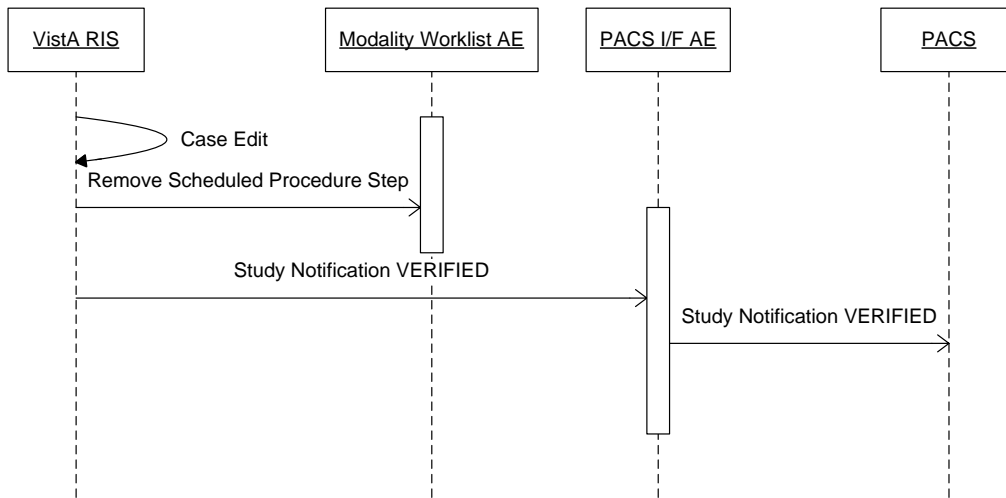 VistA RIS
Modality Worklist AE
PACS I/F AE
PACS
Case Edit
Remove Scheduled Procedure Step
Study Notification VERIFIED
Study Notification VERIFIED